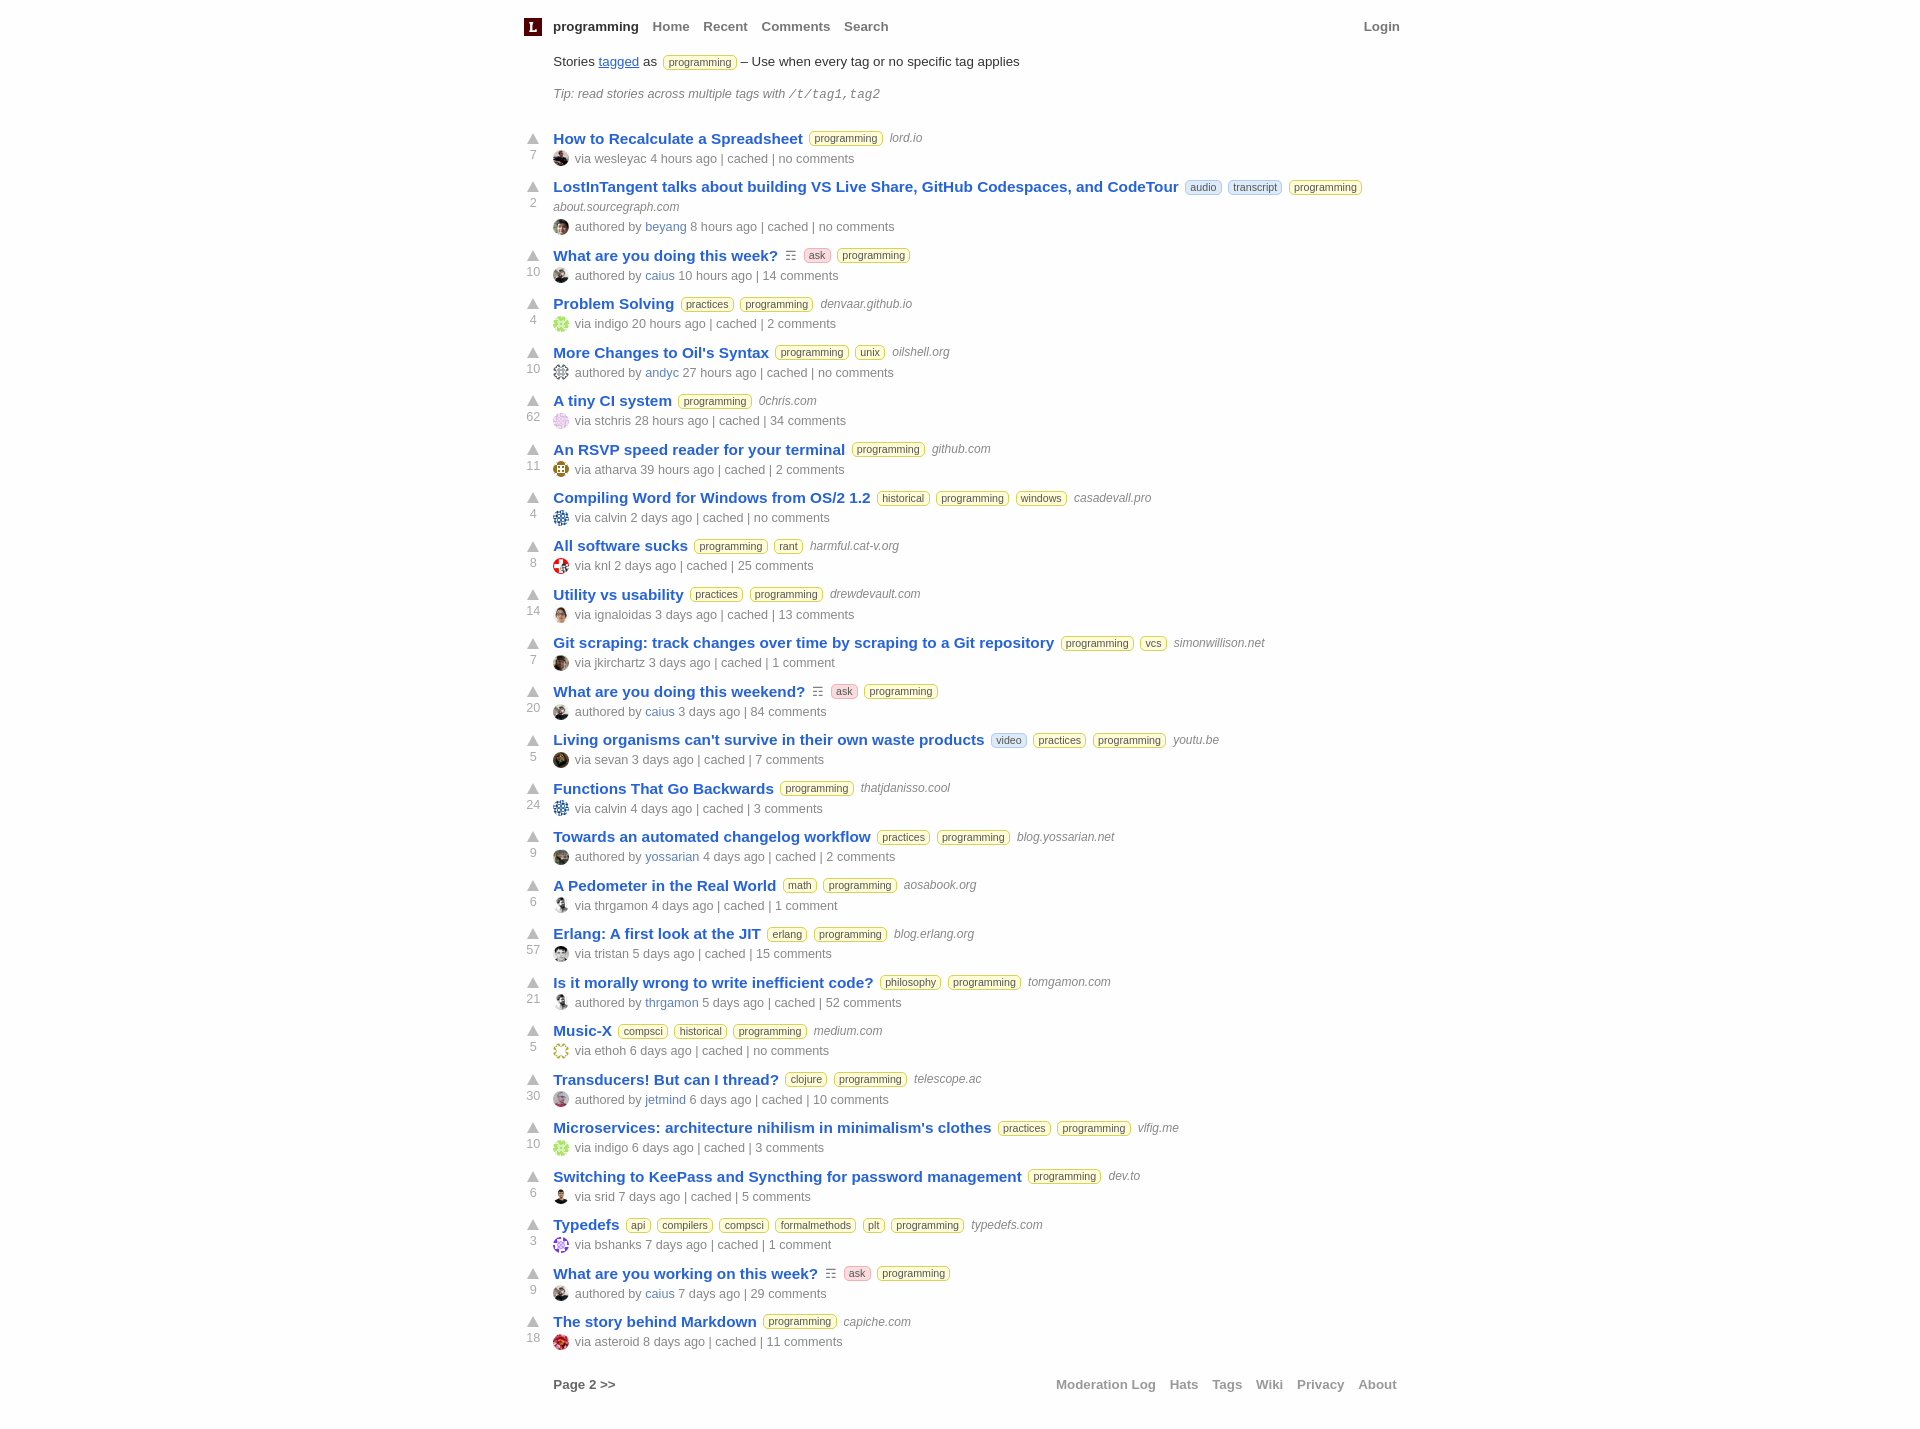 L programming Home Recent Comments Search Login
Stories tagged as programming – Use when every tag or no specific tag applies
Tip: read stories across multiple tags with /t/tag1,tag2
How to Recalculate a Spreadsheet programming lord.io
7 via wesleyac 4 hours ago | cached | no comments
LostInTangent talks about building VS Live Share, GitHub Codespaces, and CodeTour audio transcript programming
2 about.sourcegraph.com
authored by beyang 8 hours ago | cached | no comments
What are you doing this week? ☶ ask programming
10 authored by caius 10 hours ago | 14 comments
Problem Solving practices programming denvaar.github.io
4 via indigo 20 hours ago | cached | 2 comments
More Changes to Oil's Syntax programming unix oilshell.org
10 authored by andyc 27 hours ago | cached | no comments
A tiny CI system programming 0chris.com
62 via stchris 28 hours ago | cached | 34 comments
An RSVP speed reader for your terminal programming github.com
11 via atharva 39 hours ago | cached | 2 comments
Compiling Word for Windows from OS/2 1.2 historical programming windows casadevall.pro
4 via calvin 2 days ago | cached | no comments
All software sucks programming rant harmful.cat-v.org
8 via knl 2 days ago | cached | 25 comments
Utility vs usability practices programming drewdevault.com
14 via ignaloidas 3 days ago | cached | 13 comments
Git scraping: track changes over time by scraping to a Git repository programming vcs simonwillison.net
7 via jkirchartz 3 days ago | cached | 1 comment
What are you doing this weekend? ☶ ask programming
20 authored by caius 3 days ago | 84 comments
Living organisms can't survive in their own waste products video practices programming youtu.be
5 via sevan 3 days ago | cached | 7 comments
Functions That Go Backwards programming thatjdanisso.cool
24 via calvin 4 days ago | cached | 3 comments
Towards an automated changelog workflow practices programming blog.yossarian.net
9 authored by yossarian 4 days ago | cached | 2 comments
A Pedometer in the Real World math programming aosabook.org
6 via thrgamon 4 days ago | cached | 1 comment
Erlang: A first look at the JIT erlang programming blog.erlang.org
57 via tristan 5 days ago | cached | 15 comments
Is it morally wrong to write inefficient code? philosophy programming tomgamon.com
21 authored by thrgamon 5 days ago | cached | 52 comments
Music-X compsci historical programming medium.com
5 via ethoh 6 days ago | cached | no comments
Transducers! But can I thread? clojure programming telescope.ac
30 authored by jetmind 6 days ago | cached | 10 comments
Microservices: architecture nihilism in minimalism's clothes practices programming vlfig.me
10 via indigo 6 days ago | cached | 3 comments
Switching to KeePass and Syncthing for password management programming dev.to
6 via srid 7 days ago | cached | 5 comments
Typedefs api compilers compsci formalmethods plt programming typedefs.com
3 via bshanks 7 days ago | cached | 1 comment
What are you working on this week? ☶ ask programming
9 authored by caius 7 days ago | 29 comments
The story behind Markdown programming capiche.com
18 via asteroid 8 days ago | cached | 11 comments
Page 2 >> Moderation Log Hats Tags Wiki Privacy About